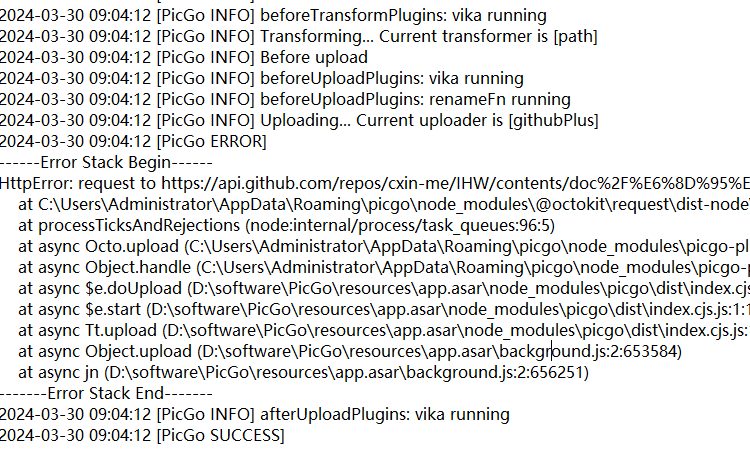 2024-03-30 09:04:12 [PicGo INFO] beforeTransformPlugins: vika running
2024-03-30 09:04:12 [PicGo INFO] Transforming... Current transformer is [path]
2024-03-30 09:04:12 [PicGo INFO] Before upload
2024-03-30 09:04:12 [PicGo INFO] beforeUploadPlugins: vika running
2024-03-30 09:04:12 [PicGo INFO] beforeUploadPlugins: renameFn running
2024-03-30 09:04:12 [PicGo INFO] Uploading... Current uploader is [githubPlus]
2024-03-30 09:04:12 [PicGo ERROR]
------Error Stack Begin------
HttpError: request to https://api.github.com/repos/cxin-me/IHW/contents/doc%2F%E6%8D%95%E
at C:\Users\Administrator\AppData\Roaming\picgo\node_modules\@octokit\request\dist-node\
at processTicksAndRejections (node:internal/process/task_queues:96:5)
at async Octo.upload (C:\Users\Administrator\AppData\Roaming\picgo\node_modules\picgo-pl
at async Object.handle (C:\Users\Administrator\AppData\Roaming\picgo\node_modules\picgo-p
at async $e.doUpload (D:\software\PicGo\resources\app.asar\node_modules\picgo\dist\index.cjs
at async $e.start (D:\software\PicGo\resources\app.asar\node_modules\picgo\dist\index.cjs.js:1:1
at async Tt.upload (D:\software\PicGo\resources\app.asar\node_modules\picgo\dist\index.cjs.js:
at async Object.upload (D:\software\PicGo\resources\app.asar\background.js:2:653584)
at async jn (D:\software\PicGo\resources\app.asar\background.js:2:656251)
-------Error Stack End-------
2024-03-30 09:04:12 [PicGo INFO] afterUploadPlugins: vika running
2024-03-30 09:04:12 [PicGo SUCCESS]